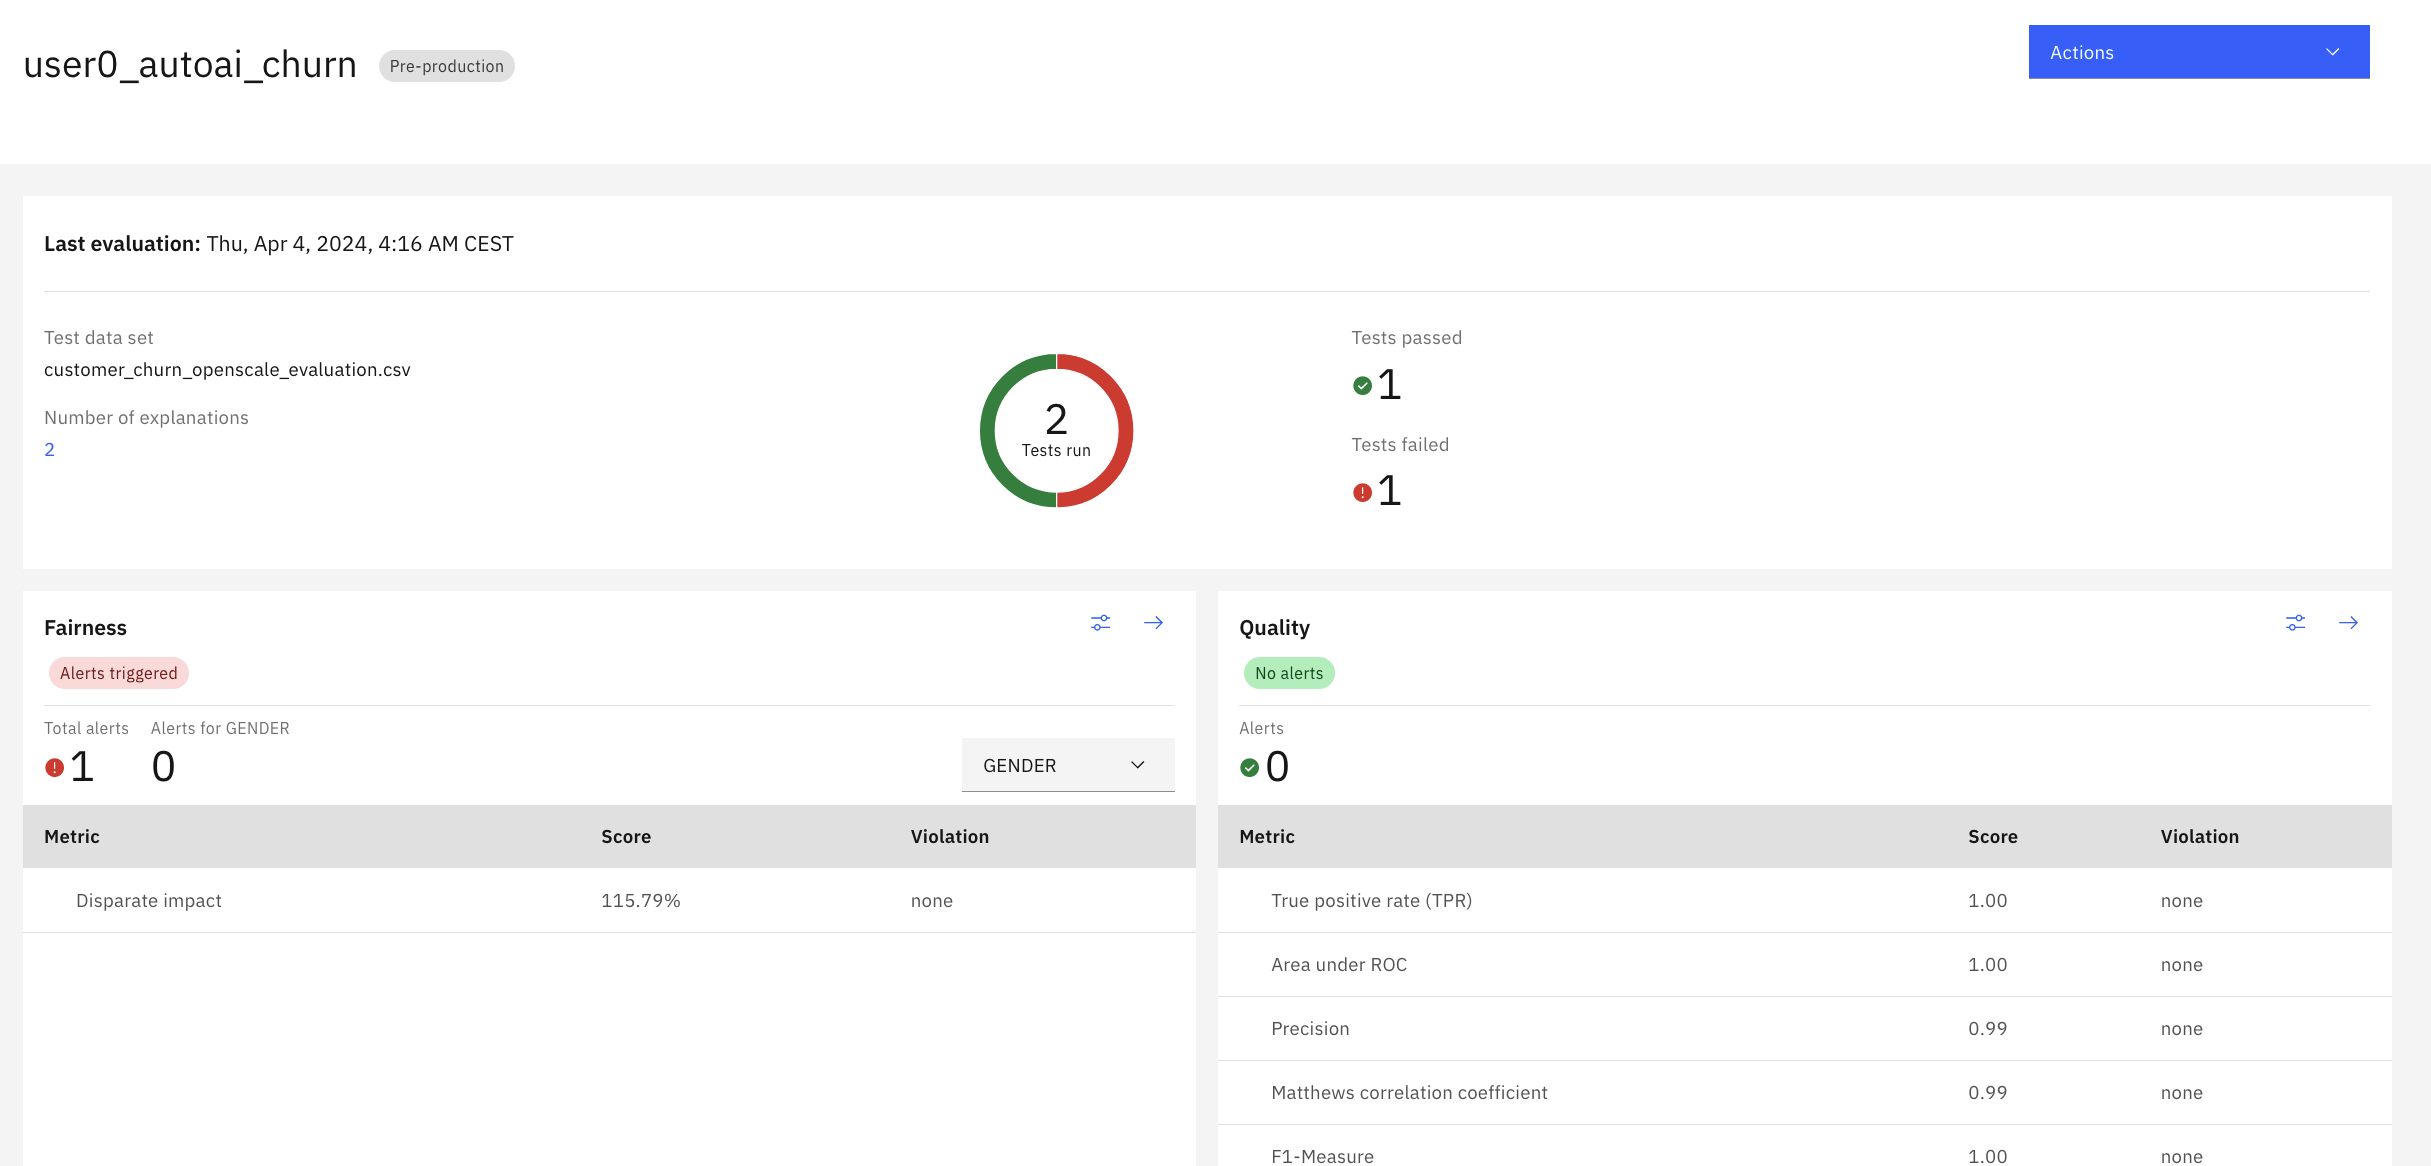 user0_autoai_churn Pre-production
Actions
Last evaluation: Thu, Apr 4, 2024, 4:16 AM CEST
Test data set
customer_churn_openscale_evaluation.csv
Number of explanations
2
2
Tests run
Tests passed
1
Tests failed
1
Fairness
Alerts triggered
Total alerts Alerts for GENDER
1 0
GENDER
Metric Score Violation
Disparate impact 115.79% none
Quality
No alerts
Alerts
0
Metric Score Violation
True positive rate (TPR) 1.00 none
Area under ROC 1.00 none
Precision 0.99 none
Matthews correlation coefficient 0.99 none
F1-Measure 1.00 none